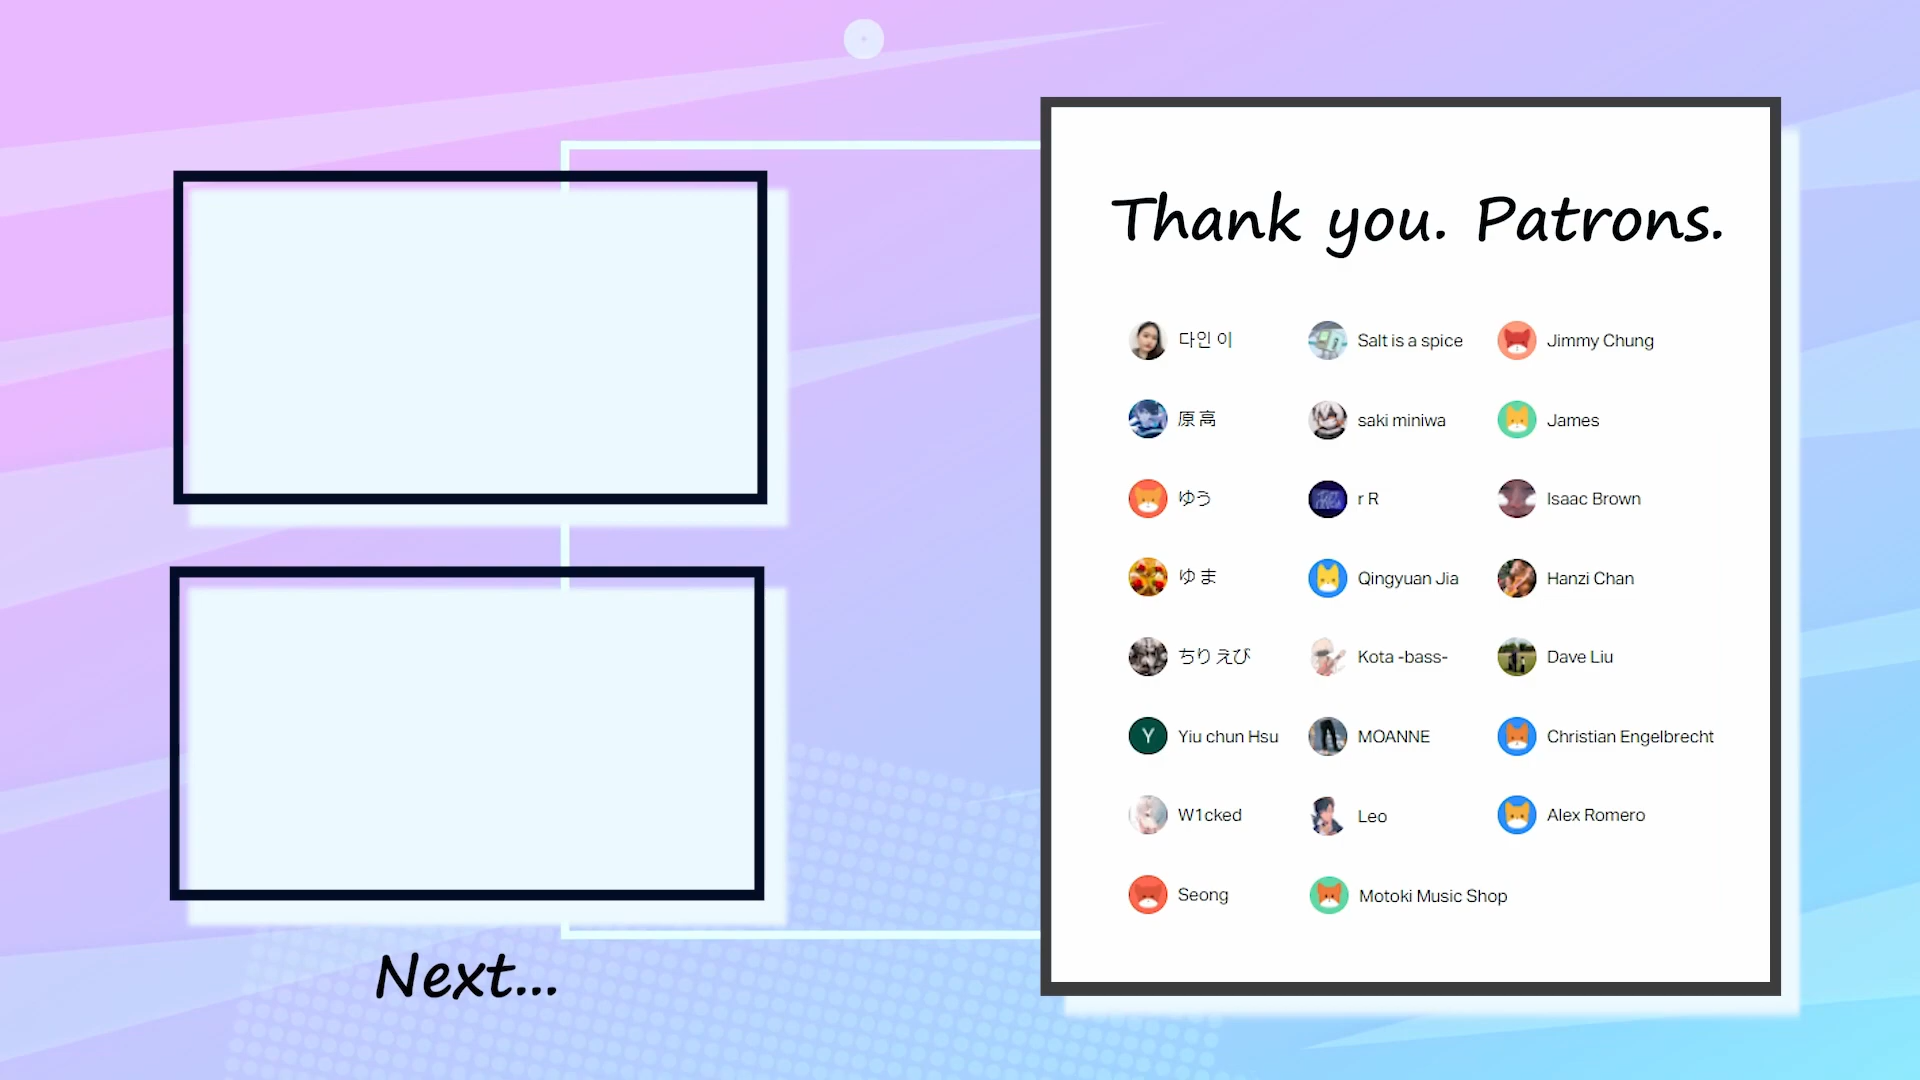 Thank you. Patrons.
다인 이 Salt is a spice Jimmy Chung
原 高 saki miniwa James
ゆう r R Isaac Brown
ゆ ま Qingyuan Jia Hanzi Chan
ちり えび Kota -bass- Dave Liu
Y Yiu chun Hsu MOANNE Christian Engelbrecht
W1cked Leo Alex Romero
Seong Motoki Music Shop
Next...